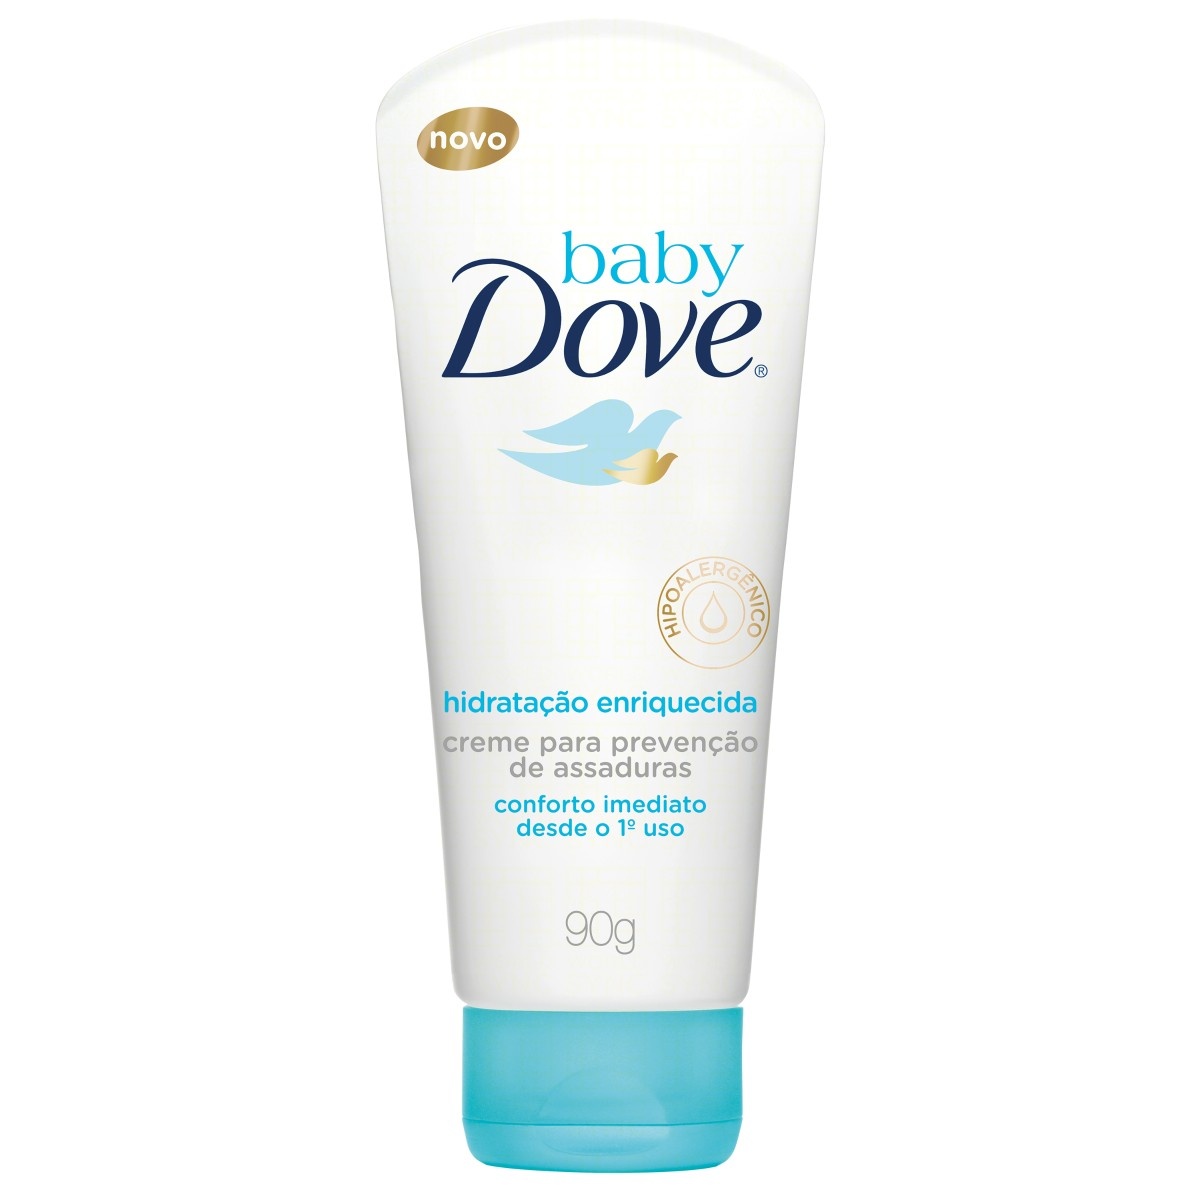 novo
baby
Dove®
HIPOALERGÊNICO
hidratação enriquecida
creme para prevenção
de assaduras
conforto imediato
desde o 1º uso
90g